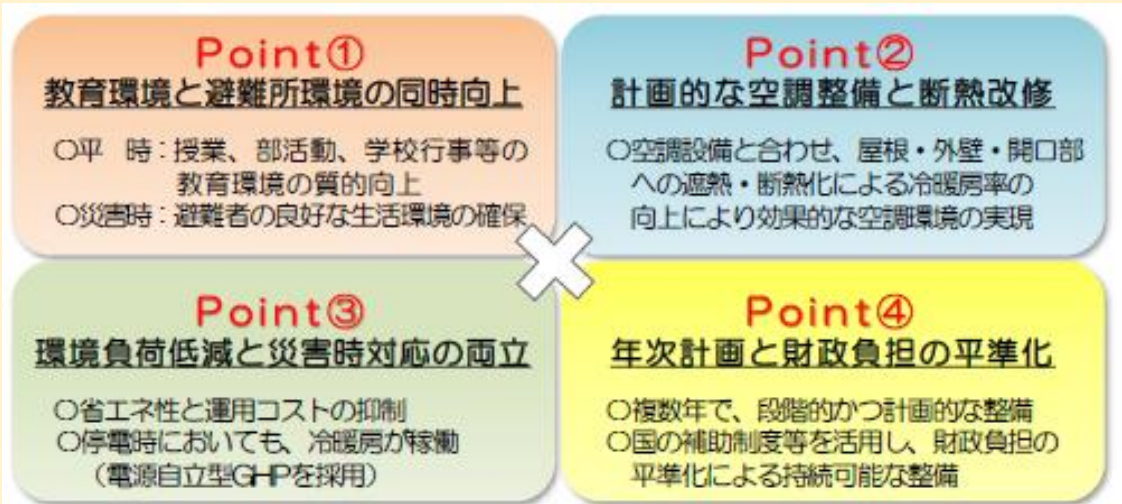 Point①
教育環境と避難所環境の同時向上
○平　時：授業、部活動、学校行事等の
教育環境の質的向上
○災害時：避難者の良好な生活環境の確保
Point②
計画的な空調整備と断熱改修
○空調設備と合わせ、屋根・外壁・開口部
への遮熱・断熱化による冷暖房率の
向上により効果的な空調環境の実現
Point③
環境負荷低減と災害時対応の両立
○省エネ性と運用コストの抑制
○停電時においても、冷暖房が稼働
（電源自立型GHPを採用）
Point④
年次計画と財政負担の平準化
○複数年で、段階的かつ計画的な整備
○国の補助制度等を活用し、財政負担の
平準化による持続可能な整備